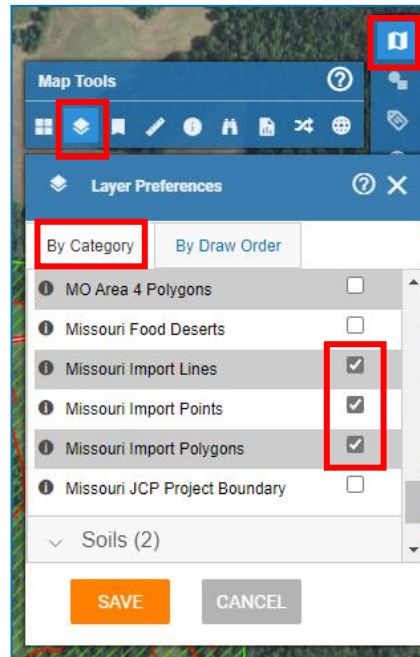 Map Tools
Layer Preferences
By Category By Draw Order
MO Area 4 Polygons
Missouri Food Deserts
Missouri Import Lines
Missouri Import Points
Missouri Import Polygons
Missouri JCP Project Boundary
Soils (2)
SAVE CANCEL